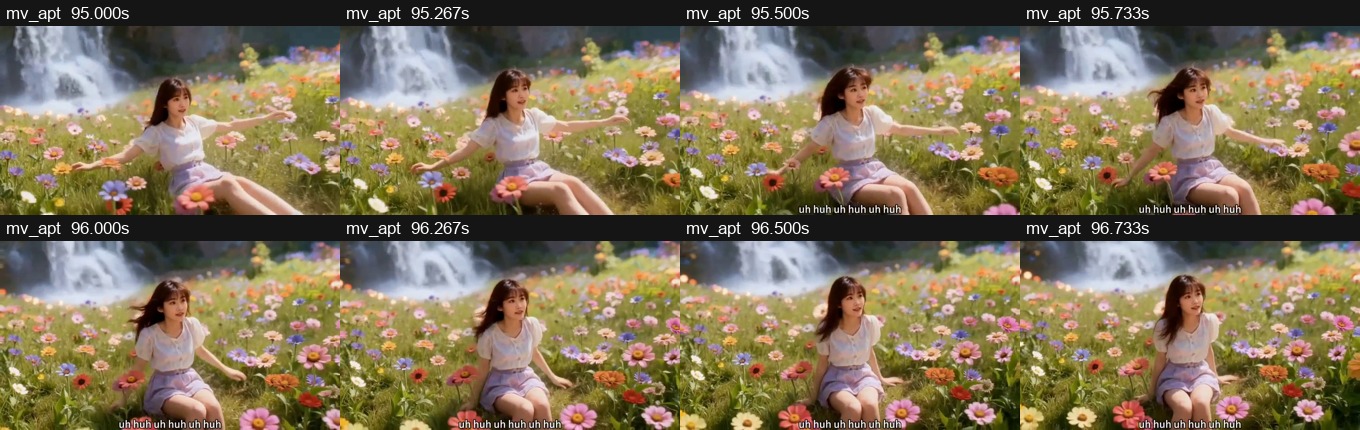 mv_apt 95.000s
mv_apt 95.267s
mv_apt 95.500s
mv_apt 95.733s
uh huh uh huh uh huh
uh huh uh huh uh huh
mv_apt 96.000s
mv_apt 96.267s
mv_apt 96.500s
mv_apt 96.733s
uh huh uh huh uh huh
uh huh uh huh uh huh
uh huh uh huh uh huh
uh huh uh huh uh huh